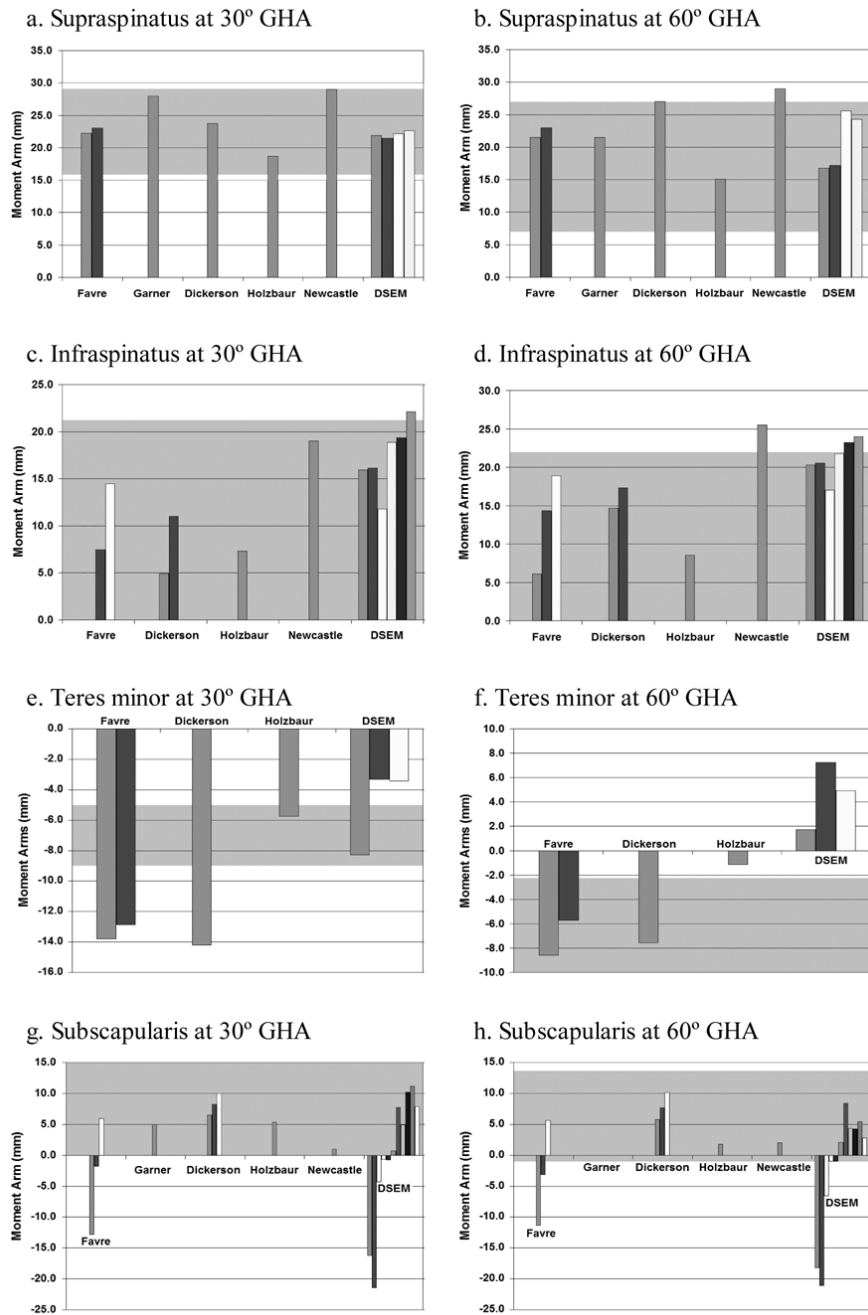 a. Supraspinatus at 30º GHA
35.0
30.0
25.0
20.0
15.0
10.0
5.0
0.0
Moment Arm (mm)
Favre Garner Dickerson Holzbaur Newcastle DSEM
b. Supraspinatus at 60º GHA
35.0
30.0
25.0
20.0
15.0
10.0
5.0
0.0
Moment Arm (mm)
Favre Garner Dickerson Holzbaur Newcastle DSEM
c. Infraspinatus at 30º GHA
25.0
20.0
15.0
10.0
5.0
0.0
Moment Arm (mm)
Favre Dickerson Holzbaur Newcastle DSEM
d. Infraspinatus at 60º GHA
30.0
25.0
20.0
15.0
10.0
5.0
0.0
Moment Arm (mm)
Favre Dickerson Holzbaur Newcastle DSEM
e. Teres minor at 30º GHA
Favre Dickerson Holzbaur DSEM
0.0
-2.0
-4.0
-6.0
-8.0
-10.0
-12.0
-14.0
-16.0
Moment Arms (mm)
f. Teres minor at 60º GHA
10.0
8.0
6.0
4.0
2.0
0.0
-2.0
-4.0
-6.0
-8.0
-10.0
Moment Arms (mm)
Favre Dickerson Holzbaur
DSEM
g. Subscapularis at 30º GHA
15.0
10.0
5.0
0.0
-5.0
-10.0
-15.0
-20.0
-25.0
Moment Arm (mm)
Garner Dickerson Holzbaur Newcastle
DSEM
Favre
h. Subscapularis at 60º GHA
15.0
10.0
5.0
0.0
-5.0
-10.0
-15.0
-20.0
-25.0
Moment Arm (mm)
Garner Dickerson Holzbaur Newcastle
DSEM
Favre